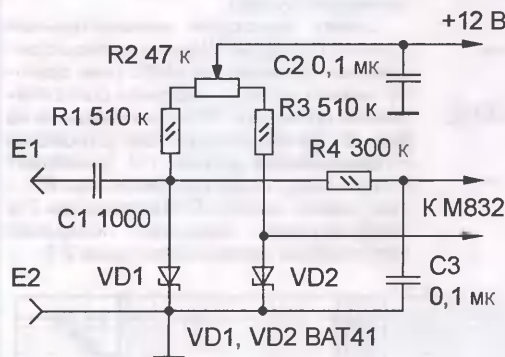 +12 В
R2 47 к
C2 0,1 мк
R1 510 к
R3 510 к
E1
R4 300 к
C1 1000
К М832
E2
VD1
VD2
C3
0,1 мк
VD1, VD2 BAT41